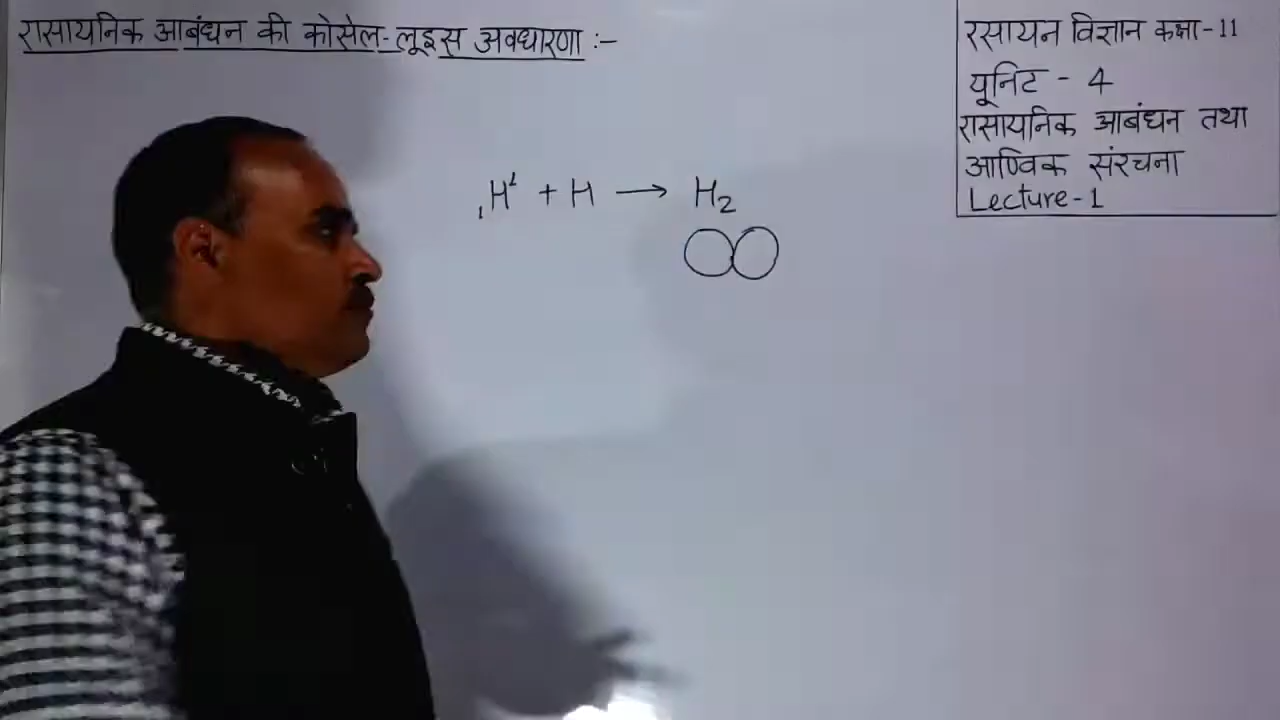 रासायनिक आबंधन की कोसेल-लूइस अवधारणा :-
रसायन विज्ञान कक्षा-11
यूनिट - 4
रासायनिक आबंधन तथा
आण्विक संरचना
Lecture-1
₁H¹ + H ⟶ H₂